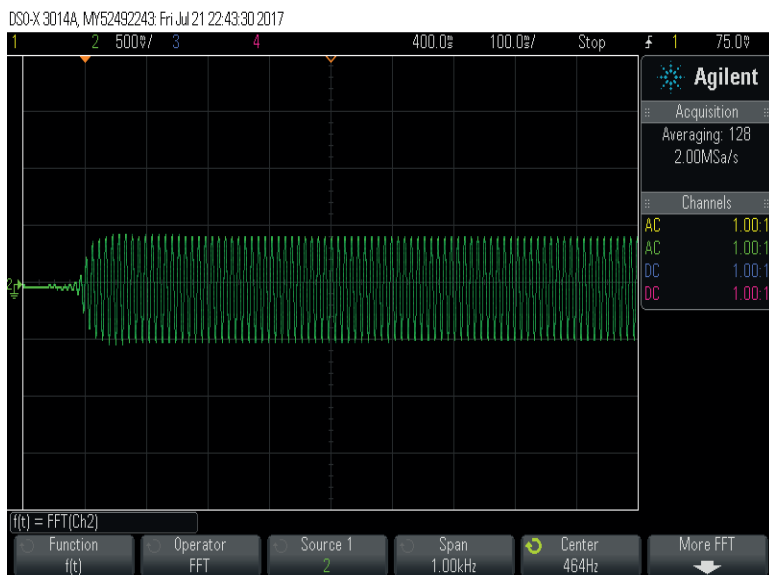 DSO-X 3014A, MY52492243: Fri Jul 21 22:43:30 2017
1 2 500mV/ 3 4 400.0ms 100.0ms/ Stop 1 75.0mV
Agilent
Acquisition
Averaging: 128
2.00MSa/s
Channels
AC 1.00:1
AC 1.00:1
DC 1.00:1
DC 1.00:1
2
f(t) = FFT(Ch2)
Function Operator Source 1 Span Center More FFT
f(t) FFT 2 1.00kHz 464Hz